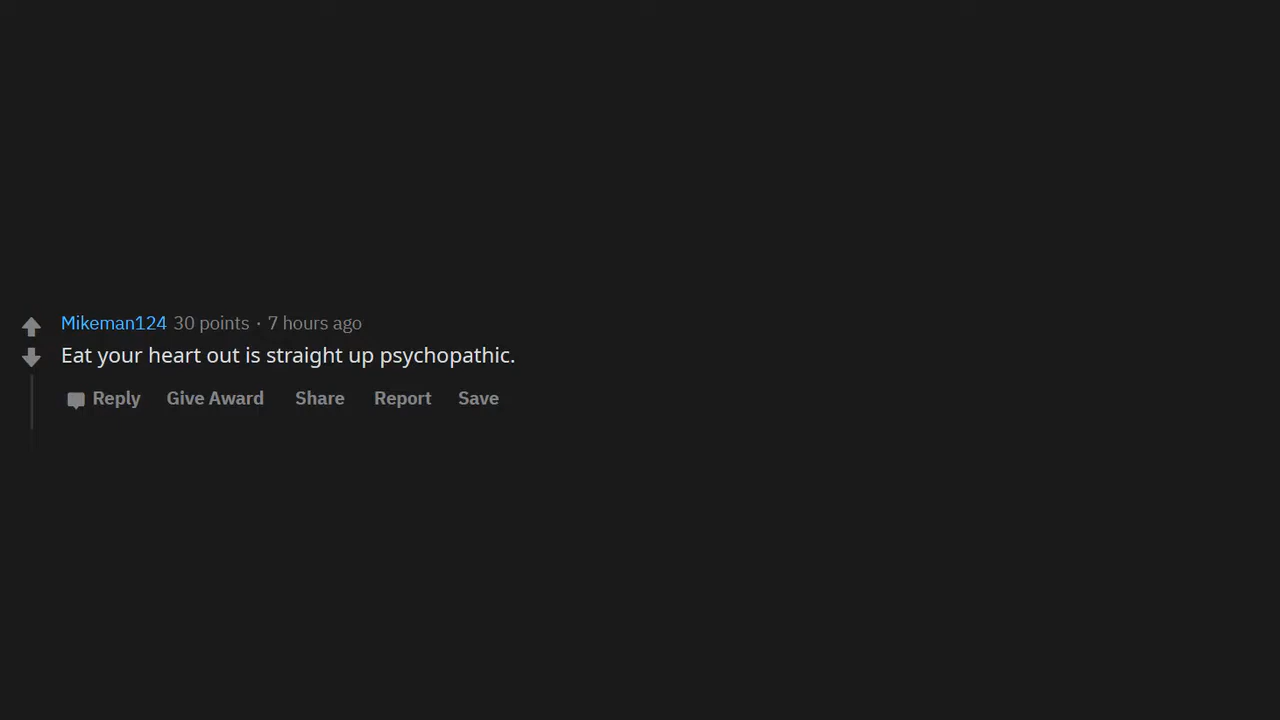 Mikeman124 30 points · 7 hours ago
Eat your heart out is straight up psychopathic.
Reply Give Award Share Report Save